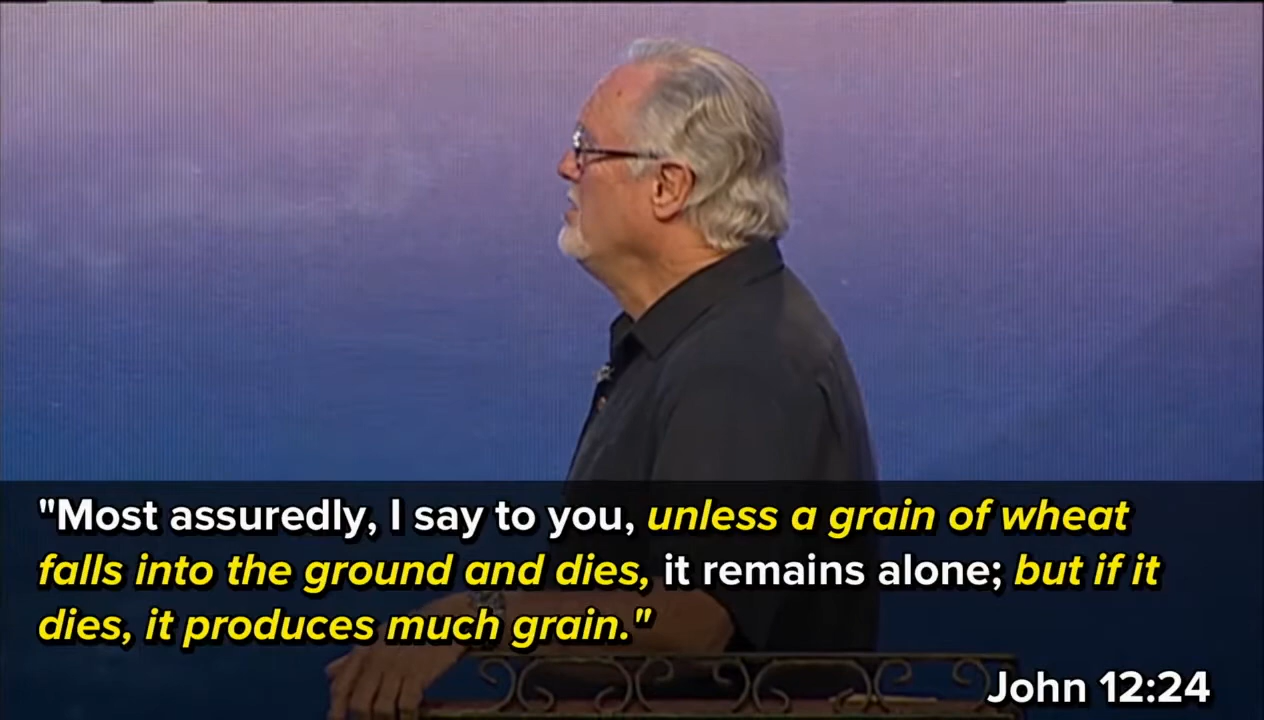 "Most assuredly, I say to you, unless a grain of wheat
falls into the ground and dies, it remains alone; but if it
dies, it produces much grain."
John 12:24